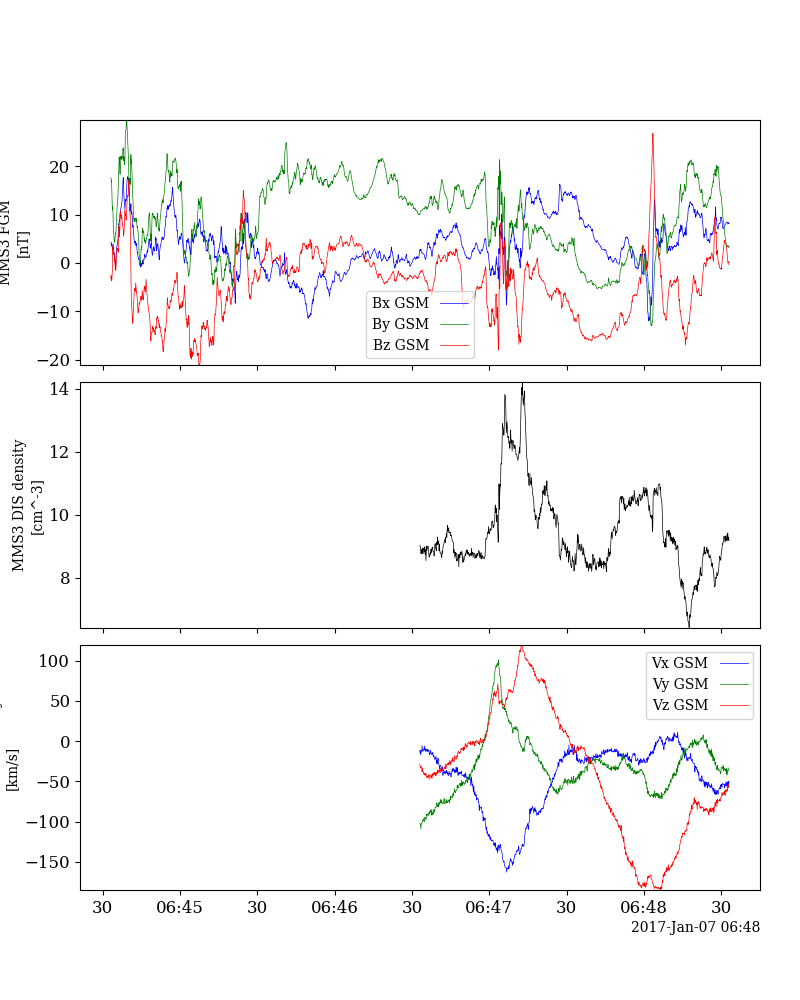 MMS3 FGM
[nT]
20
10
0
−10
−20
Bx GSM
By GSM
Bz GSM
MMS3 DIS density
[cm^-3]
14
12
10
8
[km/s]
100
50
0
−50
−100
−150
Vx GSM
Vy GSM
Vz GSM
30 06:45 30 06:46 30 06:47 30 06:48 30
2017-Jan-07 06:48